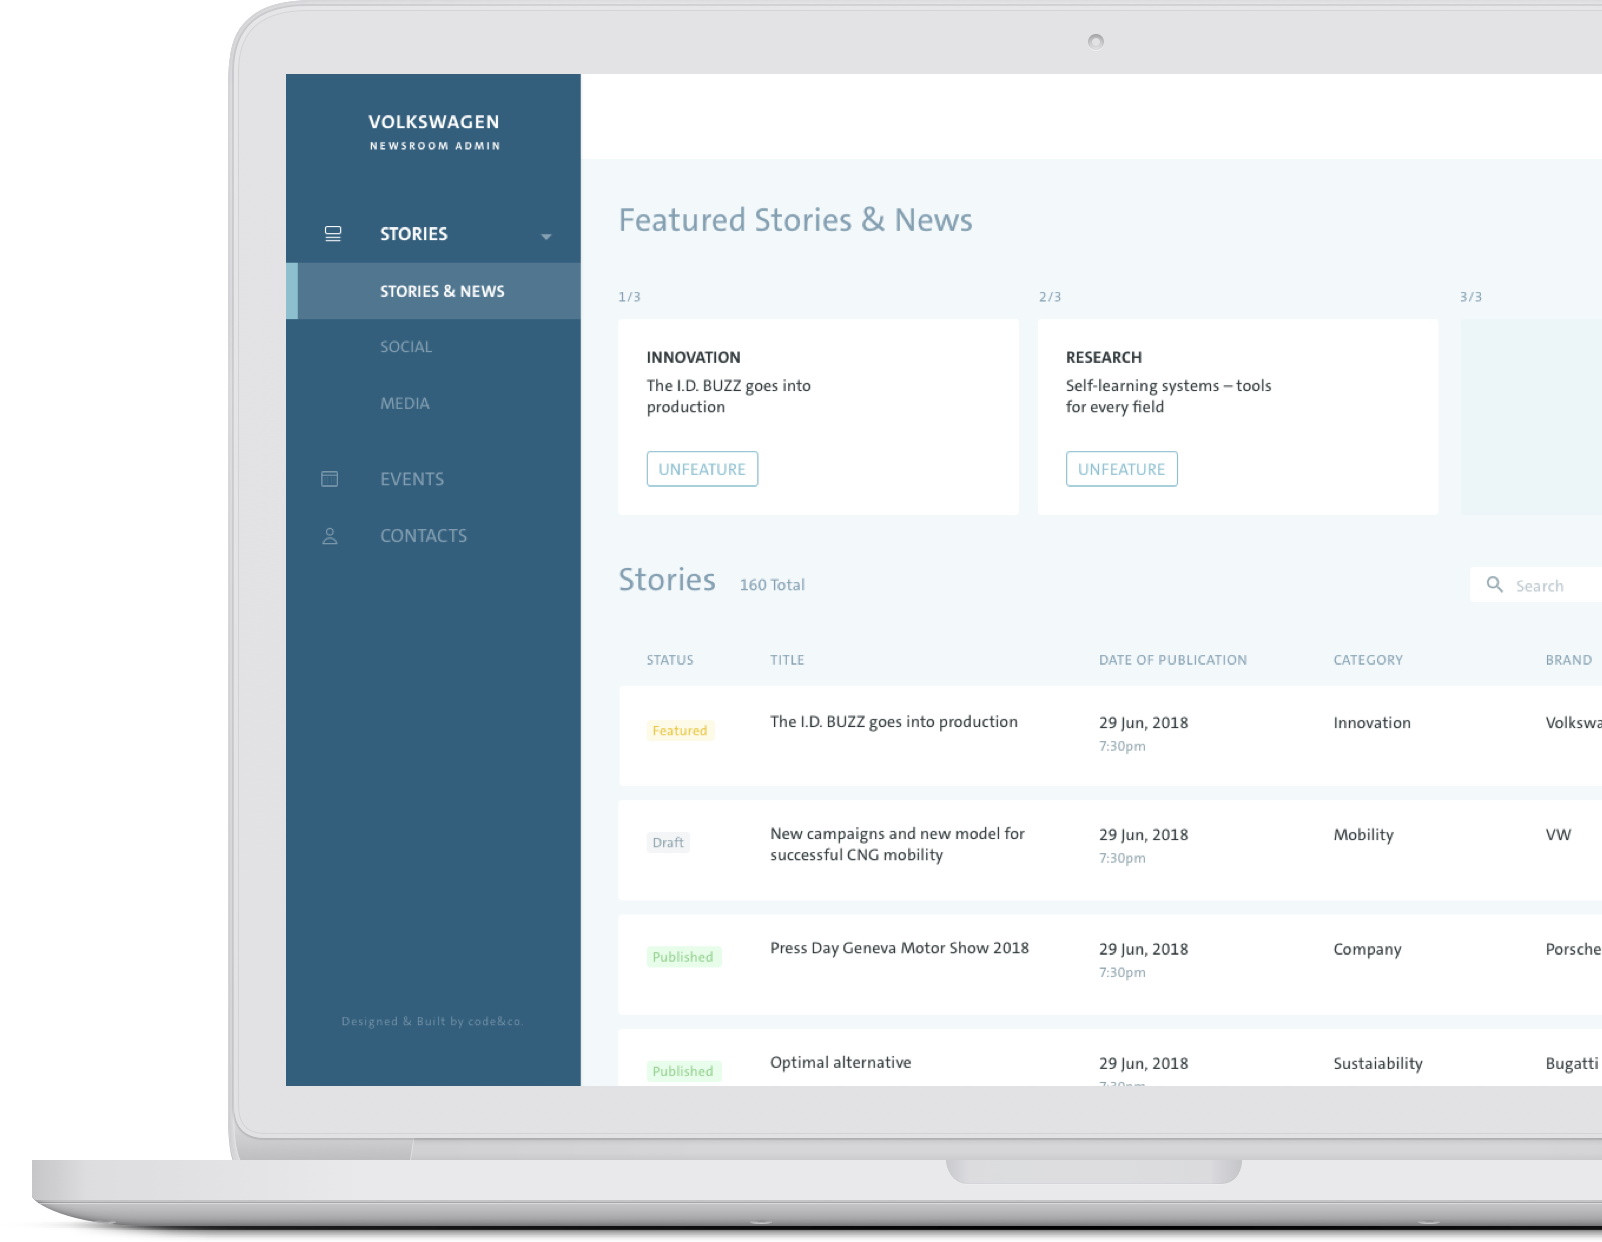 VOLKSWAGEN
NEWSROOM ADMIN
STORIES
STORIES & NEWS
SOCIAL
MEDIA
EVENTS
CONTACTS
Designed & Built by code&co.
Featured Stories & News
1/3
INNOVATION
The I.D. BUZZ goes into
production
UNFEATURE
2/3
RESEARCH
Self-learning systems – tools
for every field
UNFEATURE
3/3
Stories 160 Total
Search
STATUS TITLE DATE OF PUBLICATION CATEGORY BRAND
Featured The I.D. BUZZ goes into production 29 Jun, 2018 Innovation Volkswa
7:30pm
Draft New campaigns and new model for 29 Jun, 2018 Mobility VW
successful CNG mobility 7:30pm
Published Press Day Geneva Motor Show 2018 29 Jun, 2018 Company Porsche
7:30pm
Published Optimal alternative 29 Jun, 2018 Sustaiability Bugatti
7:30pm